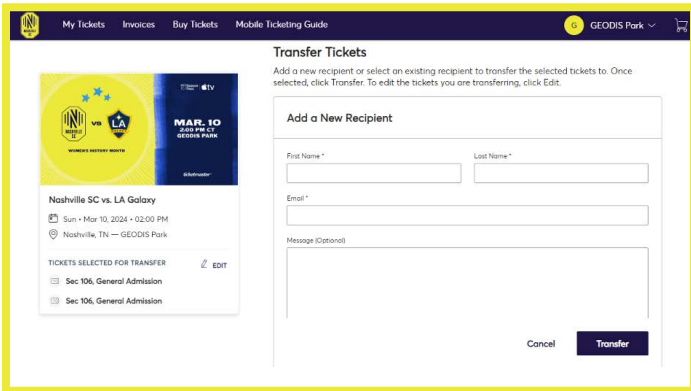 My Tickets Invoices Buy Tickets Mobile Ticketing Guide G GEODIS Park
Transfer Tickets
Add a new recipient or select an existing recipient to transfer the selected tickets to. Once
selected, click Transfer. To edit the tickets you are transferring, click Edit.
tv
NASHVILLE
SC
VS
LA
MAR. 10
2:00 PM CT
GEODIS PARK
WOMEN'S HISTORY MONTH
ticketmaster
Nashville SC vs. LA Galaxy
Sun • Mar 10, 2024 • 02:00 PM
Nashville, TN — GEODIS Park
TICKETS SELECTED FOR TRANSFER EDIT
Sec 106, General Admission
Sec 106, General Admission
Add a New Recipient
First Name * Last Name *
Email *
Message (Optional)
Cancel Transfer